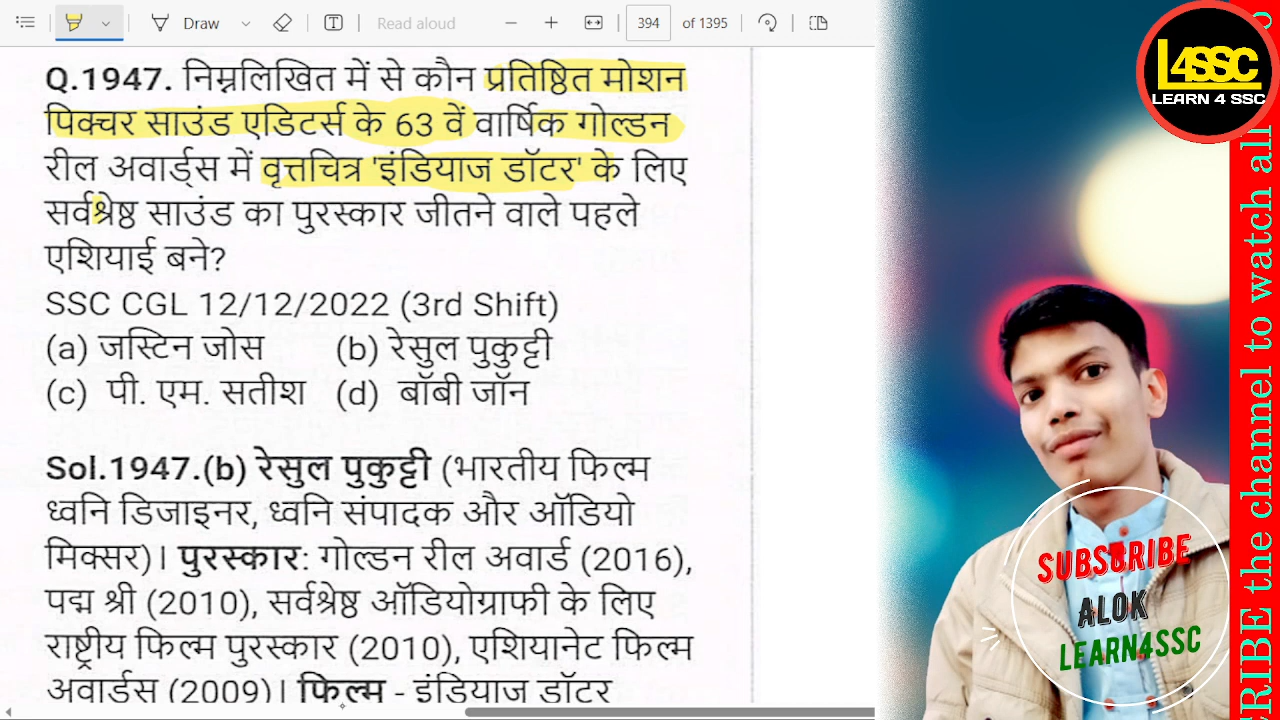 Draw
Read aloud
394 of 1395
Q.1947. निम्नलिखित में से कौन प्रतिष्ठित मोशन
पिक्चर साउंड एडिटर्स के 63 वें वार्षिक गोल्डन
रील अवार्ड्स में वृत्तचित्र 'इंडियाज डॉटर' के लिए
सर्वश्रेष्ठ साउंड का पुरस्कार जीतने वाले पहले
एशियाई बने?
SSC CGL 12/12/2022 (3rd Shift)
(a) जस्टिन जोस (b) रेसुल पुकुट्टी
(c) पी. एम. सतीश (d) बॉबी जॉन
Sol.1947.(b) रेसुल पुकुट्टी (भारतीय फिल्म
ध्वनि डिजाइनर, ध्वनि संपादक और ऑडियो
मिक्सर)। पुरस्कार: गोल्डन रील अवार्ड (2016),
पद्म श्री (2010), सर्वश्रेष्ठ ऑडियोग्राफी के लिए
राष्ट्रीय फिल्म पुरस्कार (2010), एशियानेट फिल्म
अवार्डस (2009)। फिल्म - इंडियाज डॉटर
L4SSC
LEARN 4 SSC
SUBSCRIBE
ALOK
LEARN4SSC
CRIBE the channel to watch all